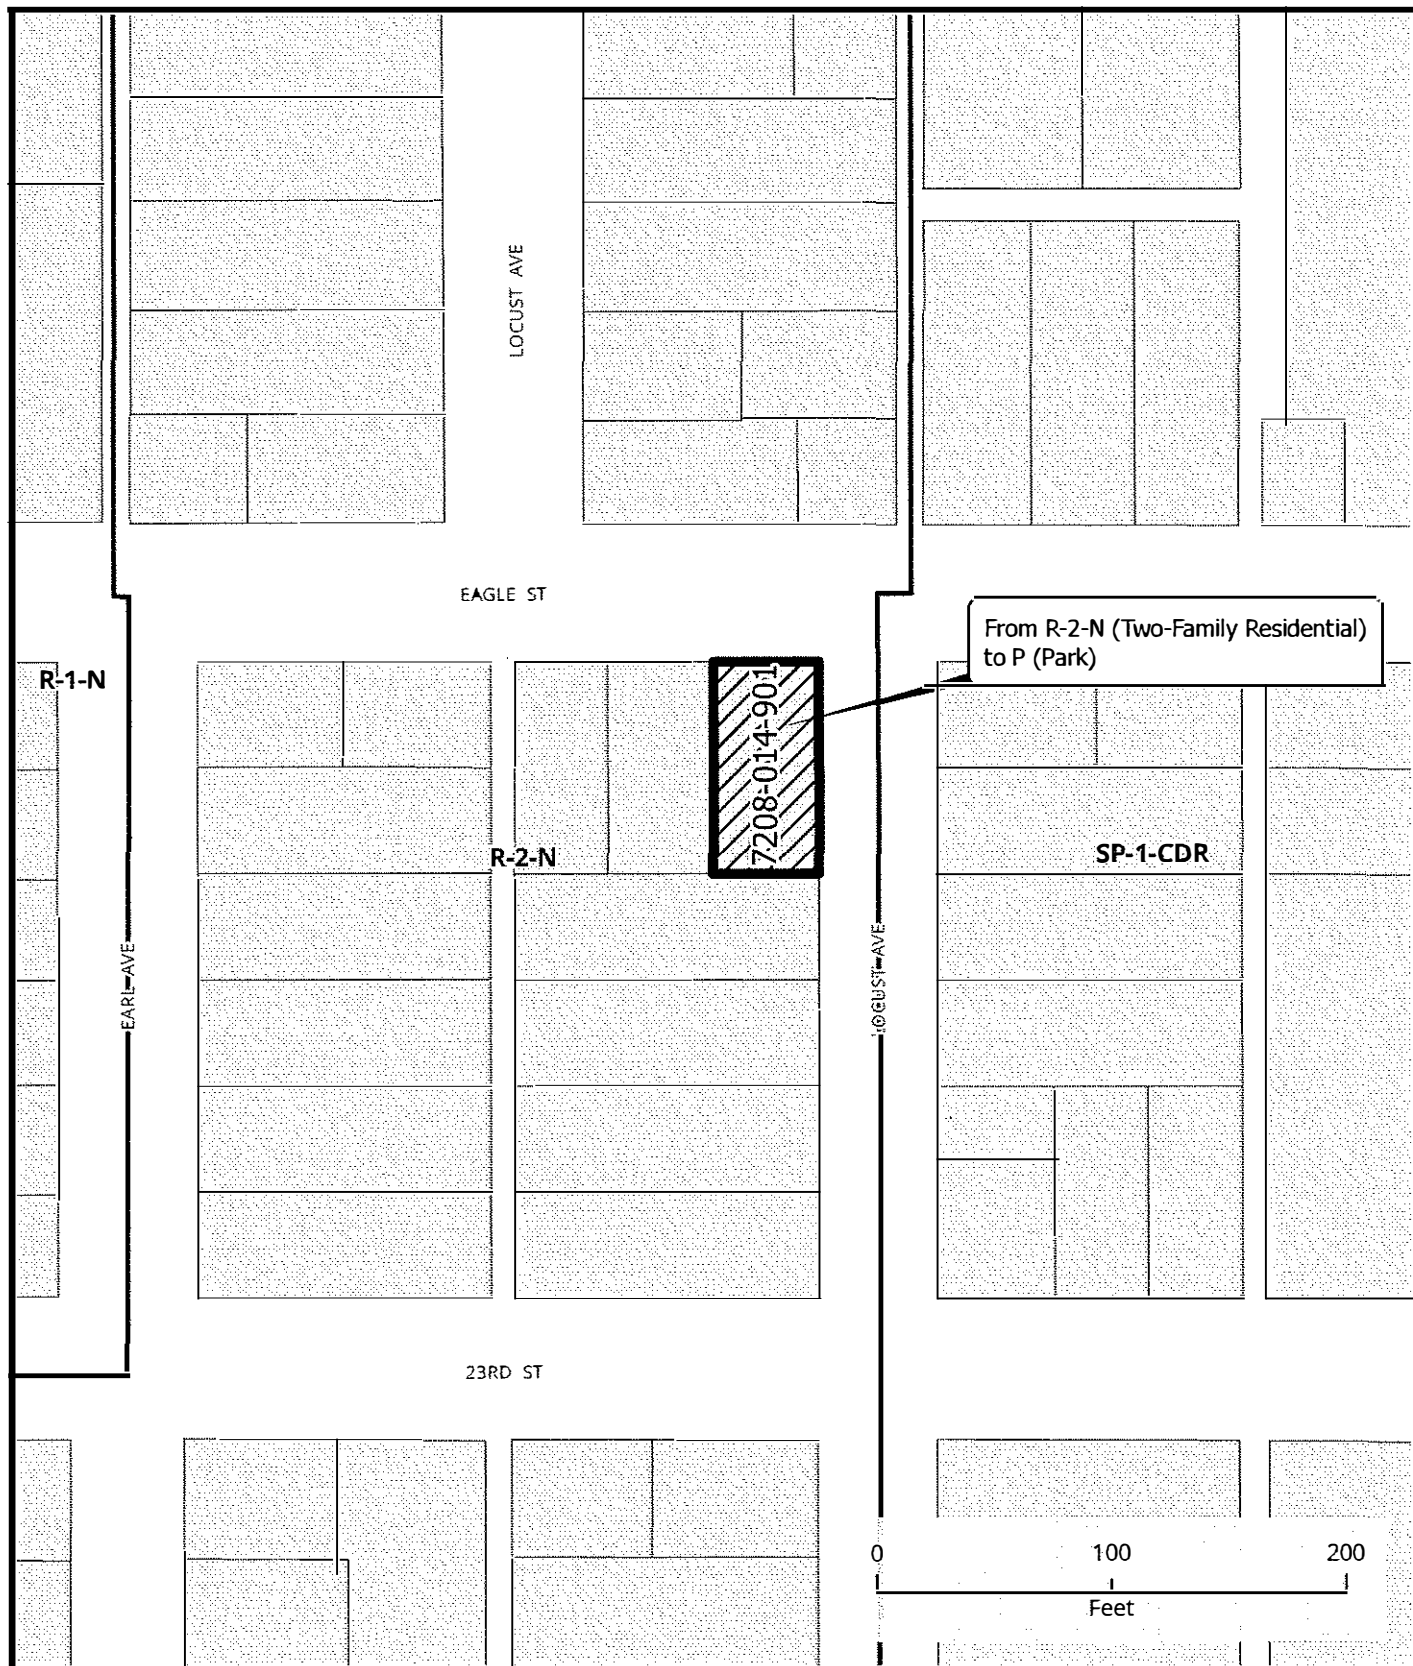 LOCUST AVE
EAGLE ST
From R-2-N (Two-Family Residential)
to P (Park)
R-1-N
7208-014-901
R-2-N
SP-1-CDR
EARL AVE
LOCUST AVE
23RD ST
0 100 200
Feet